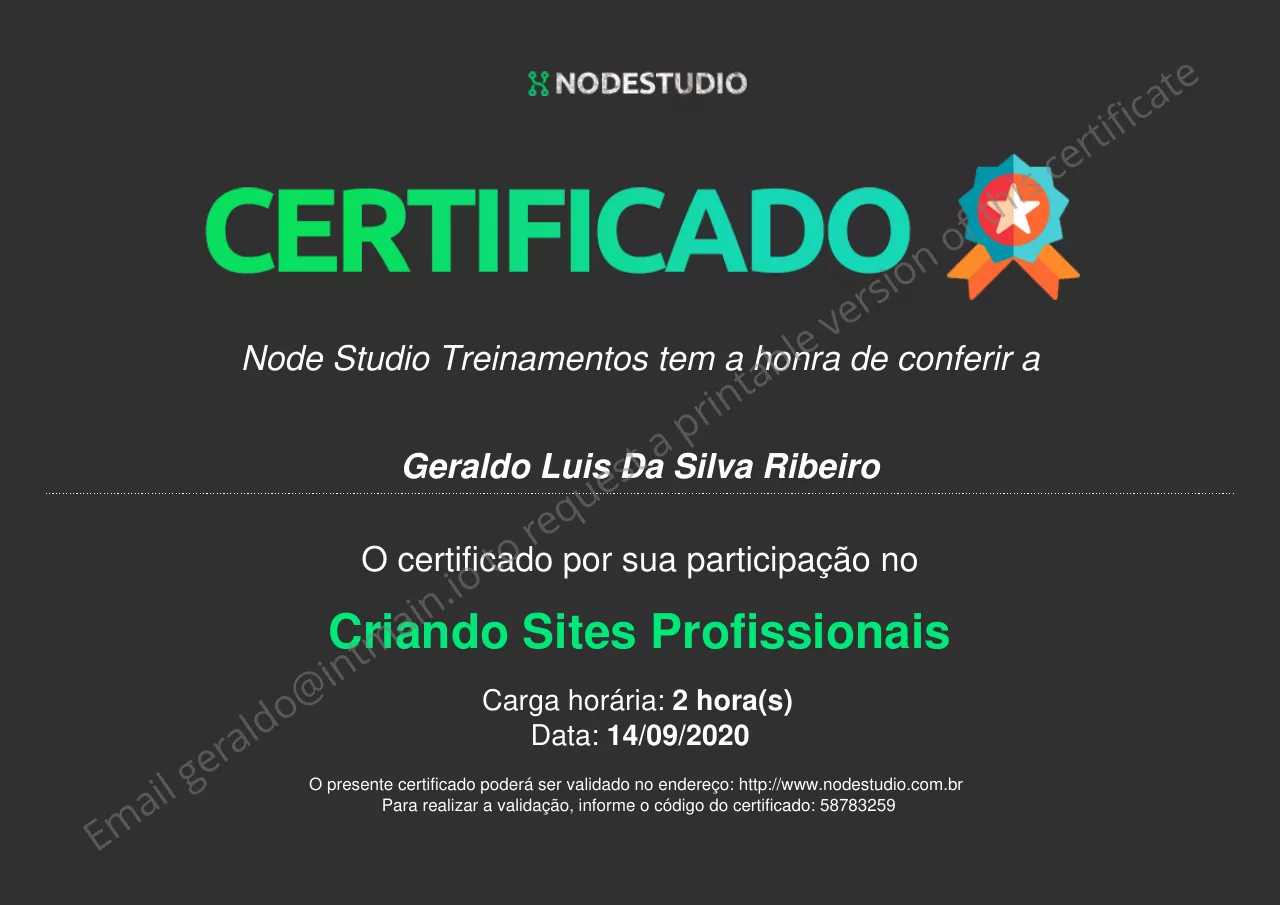 NODESTUDIO
CERTIFICADO
Node Studio Treinamentos tem a honra de conferir a
Geraldo Luis Da Silva Ribeiro
O certificado por sua participação no
Criando Sites Profissionais
Carga horária: 2 hora(s)
Data: 14/09/2020
O presente certificado poderá ser validado no endereço: http://www.nodestudio.com.br
Para realizar a validação, informe o código do certificado: 58783259
Email geraldo@intmain.io to request a printable version of this certificate